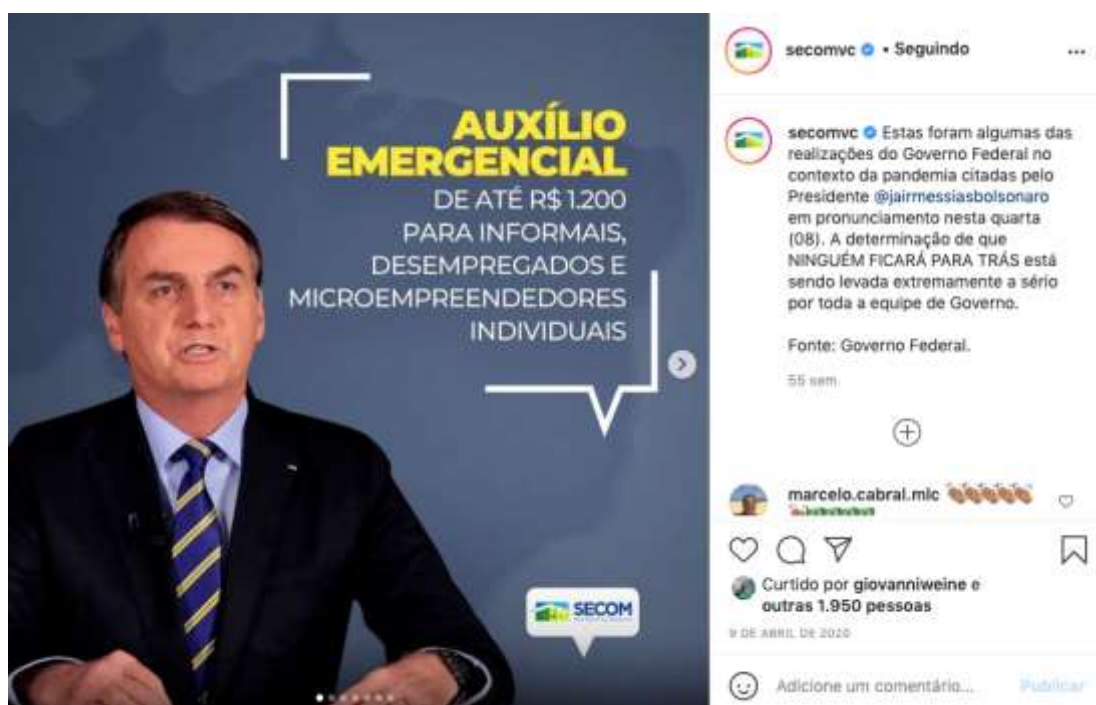 AUXÍLIO
EMERGENCIAL
DE ATÉ R$ 1.200
PARA INFORMAIS,
DESEMPREGADOS E
MICROEMPREENDEDORES
INDIVIDUAIS
SECOM
secomvc • Seguindo
secomvc Estas foram algumas das
realizações do Governo Federal no
contexto da pandemia citadas pelo
Presidente @jairmessiasbolsonaro
em pronunciamento nesta quarta
(08). A determinação de que
NINGUÉM FICARÁ PARA TRÁS está
sendo levada extremamente a sério
por toda a equipe de Governo.
Fonte: Governo Federal.
55 sem
marcelo.cabral.mlc
Curtido por giovanniweine e
outras 1.950 pessoas
9 DE ABRIL DE 2020
Adicione um comentário... Publicar